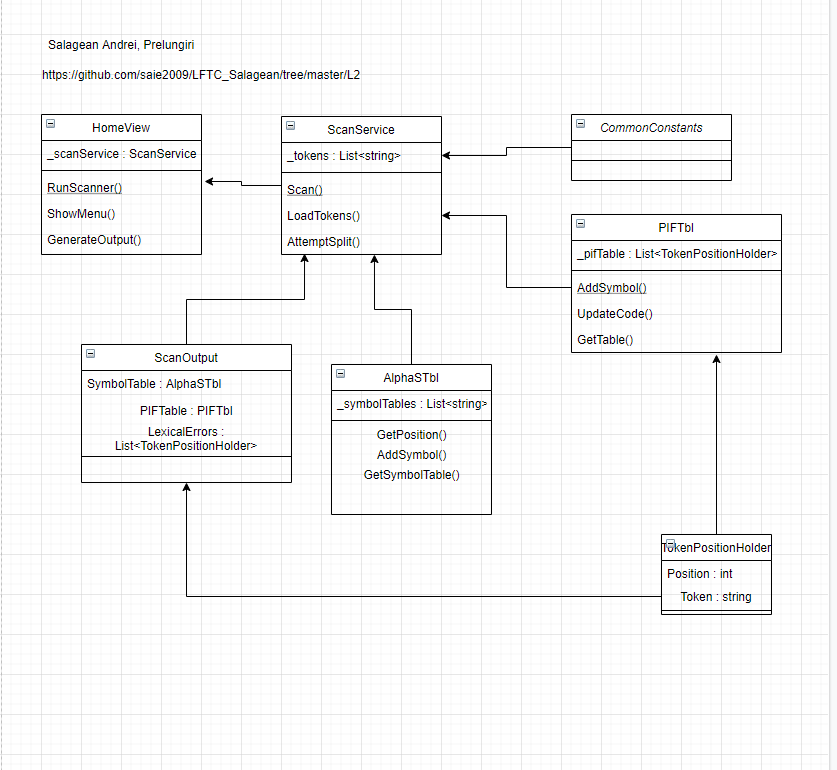 Salagean Andrei, Prelungiri
https://github.com/saie2009/LFTC_Salagean/tree/master/L2
HomeView
_scanService : ScanService
RunScanner()
ShowMenu()
GenerateOutput()
ScanService
_tokens : List<string>
Scan()
LoadTokens()
AttemptSplit()
CommonConstants
PIFTbl
_pifTable : List<TokenPositionHolder>
AddSymbol()
UpdateCode()
GetTable()
ScanOutput
SymbolTable : AlphaSTbl
PIFTable : PIFTbl
LexicalErrors :
List<TokenPositionHolder>
AlphaSTbl
_symbolTables : List<string>
GetPosition()
AddSymbol()
GetSymbolTable()
TokenPositionHolder
Position : int
Token : string